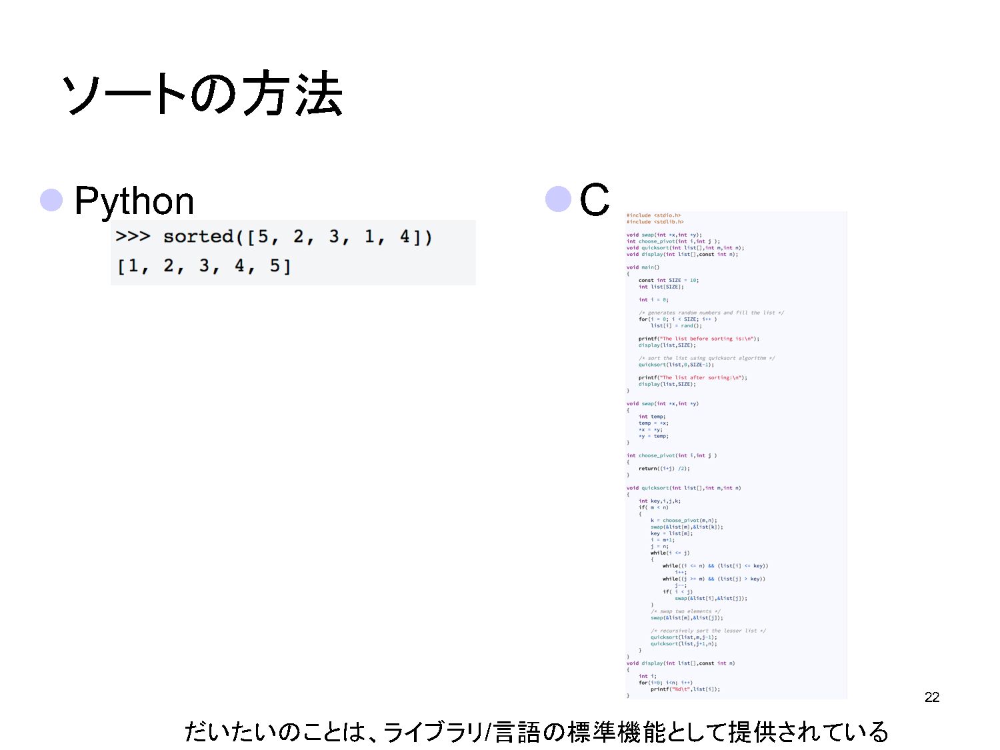 ソートの方法
Python
>>> sorted([5, 2, 3, 1, 4])
[1, 2, 3, 4, 5]
C
#include <stdio.h>
#include <stdlib.h>
void swap(int *x,int *y);
int choose_pivot(int i,int j );
void quicksort(int list[],int m,int n);
void display(int list[],const int n);
void main()
{
const int SIZE = 10;
int list[SIZE];
int i = 0;
/* generates random numbers and fill the list */
for(i = 0; i < SIZE; i++ )
list[i] = rand();
printf("The list before sorting is:\n");
display(list,SIZE);
/* sort the list using quicksort algorithm */
quicksort(list,0,SIZE-1);
printf("The list after sorting:\n");
display(list,SIZE);
}
void swap(int *x,int *y)
{
int temp;
temp = *x;
*x = *y;
*y = temp;
}
int choose_pivot(int i,int j )
{
return((i+j) /2);
}
void quicksort(int list[],int m,int n)
{
int key,i,j,k;
if( m < n)
{
k = choose_pivot(m,n);
swap(&list[m],&list[k]);
key = list[m];
i = m+1;
j = n;
while(i <= j)
{
while((i <= n) && (list[i] <= key))
i++;
while((j >= m) && (list[j] > key))
j--;
if( i < j)
swap(&list[i],&list[j]);
}
/* swap two elements */
swap(&list[m],&list[j]);
/* recursively sort the lesser list */
quicksort(list,m,j-1);
quicksort(list,j+1,n);
}
}
void display(int list[],const int n)
{
int i;
for(i=0; i<n; i++)
printf("%d\t",list[i]);
}
22
だいたいのことは、ライブラリ/言語の標準機能として提供されている